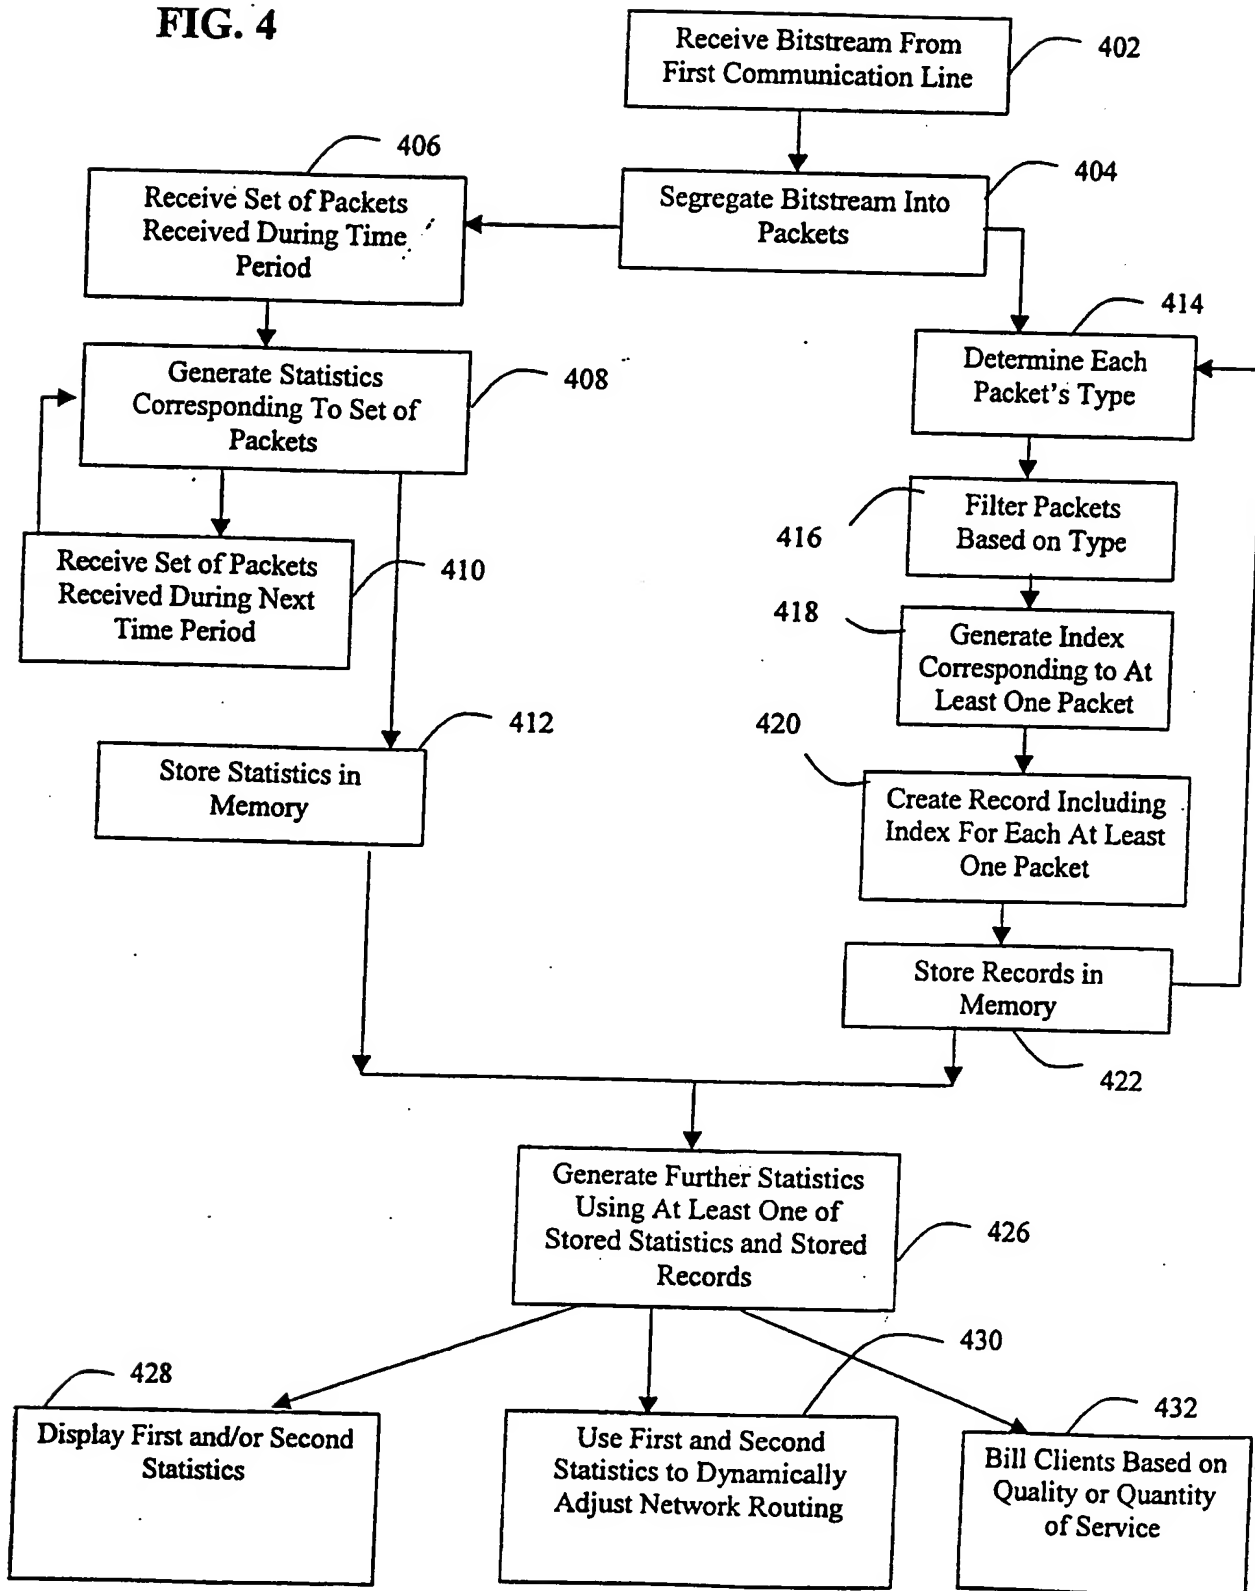 FIG. 4
Receive Bitstream From
First Communication Line
402
406
Receive Set of Packets
Received During Time
Period
404
Segregate Bitstream Into
Packets
414
Determine Each
Packet's Type
Generate Statistics
Corresponding To Set of
Packets
408
416
Filter Packets
Based on Type
Receive Set of Packets
Received During Next
Time Period
410
418
Generate Index
Corresponding to At
Least One Packet
412
Store Statistics in
Memory
420
Create Record Including
Index For Each At Least
One Packet
Store Records in
Memory
422
Generate Further Statistics
Using At Least One of
Stored Statistics and Stored
Records
426
428
Display First and/or Second
Statistics
430
Use First and Second
Statistics to Dynamically
Adjust Network Routing
432
Bill Clients Based on
Quality or Quantity
of Service